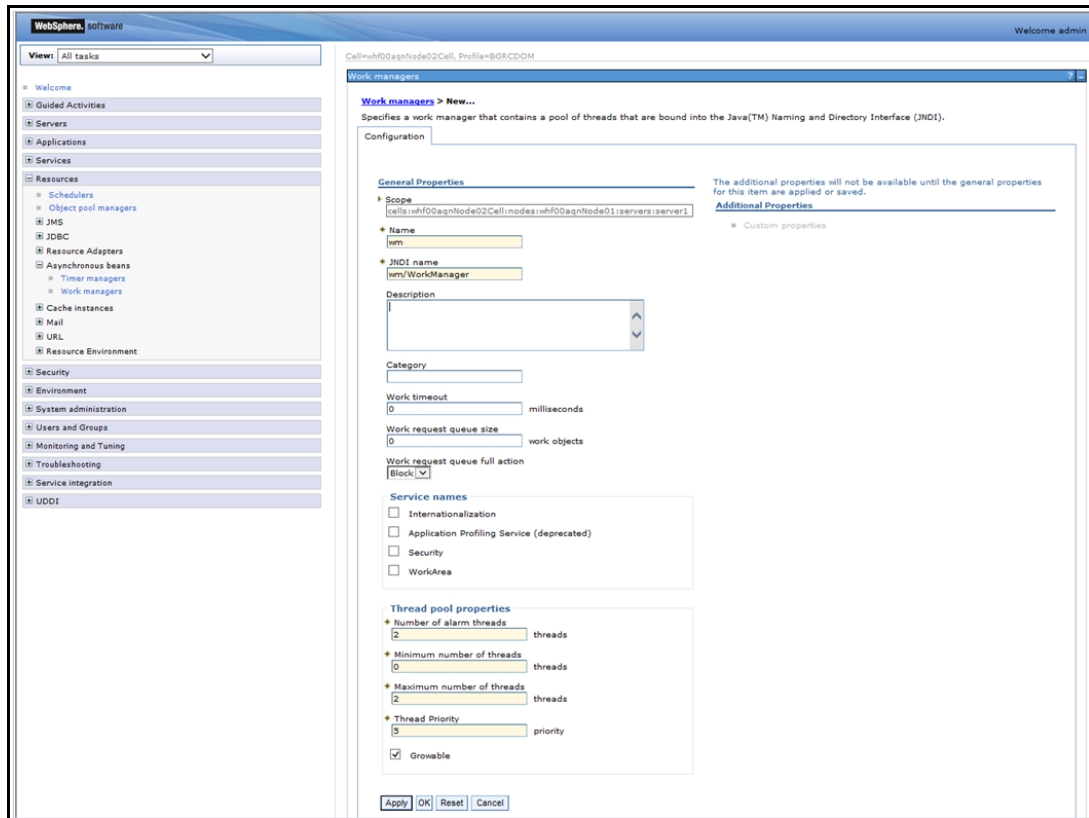 WebSphere. software
Welcome admin
View: All tasks
Cell=whf00aqnNode02Cell, Profile=BGRCDOM
Work managers
? –
Welcome
Guided Activities
Servers
Applications
Services
Resources
Schedulers
Object pool managers
JMS
JDBC
Resource Adapters
Asynchronous beans
Timer managers
Work managers
Cache instances
Mail
URL
Resource Environment
Security
Environment
System administration
Users and Groups
Monitoring and Tuning
Troubleshooting
Service integration
UDDI
Work managers > New...
Specifies a work manager that contains a pool of threads that are bound into the Java(TM) Naming and Directory Interface (JNDI).
Configuration
General Properties
Scope
cells:whf00aqnNode02Cell:nodes:whf00aqnNode01:servers:server1
Name
wm
JNDI name
wm/WorkManager
Description
Category
Work timeout
0 milliseconds
Work request queue size
0 work objects
Work request queue full action
Block
Service names
Internationalization
Application Profiling Service (deprecated)
Security
WorkArea
Thread pool properties
Number of alarm threads
2 threads
Minimum number of threads
0 threads
Maximum number of threads
2 threads
Thread Priority
5 priority
Growable
Apply OK Reset Cancel
The additional properties will not be available until the general properties
for this item are applied or saved.
Additional Properties
Custom properties